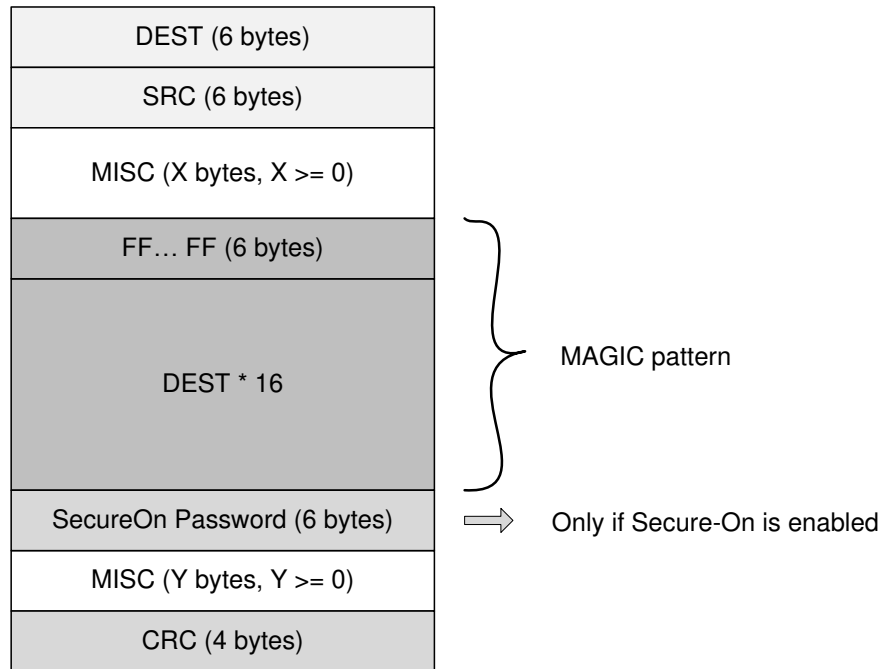 DEST (6 bytes)
SRC (6 bytes)
MISC (X bytes, X >= 0)
FF… FF (6 bytes)
DEST * 16
MAGIC pattern
SecureOn Password (6 bytes)
Only if Secure-On is enabled
MISC (Y bytes, Y >= 0)
CRC (4 bytes)